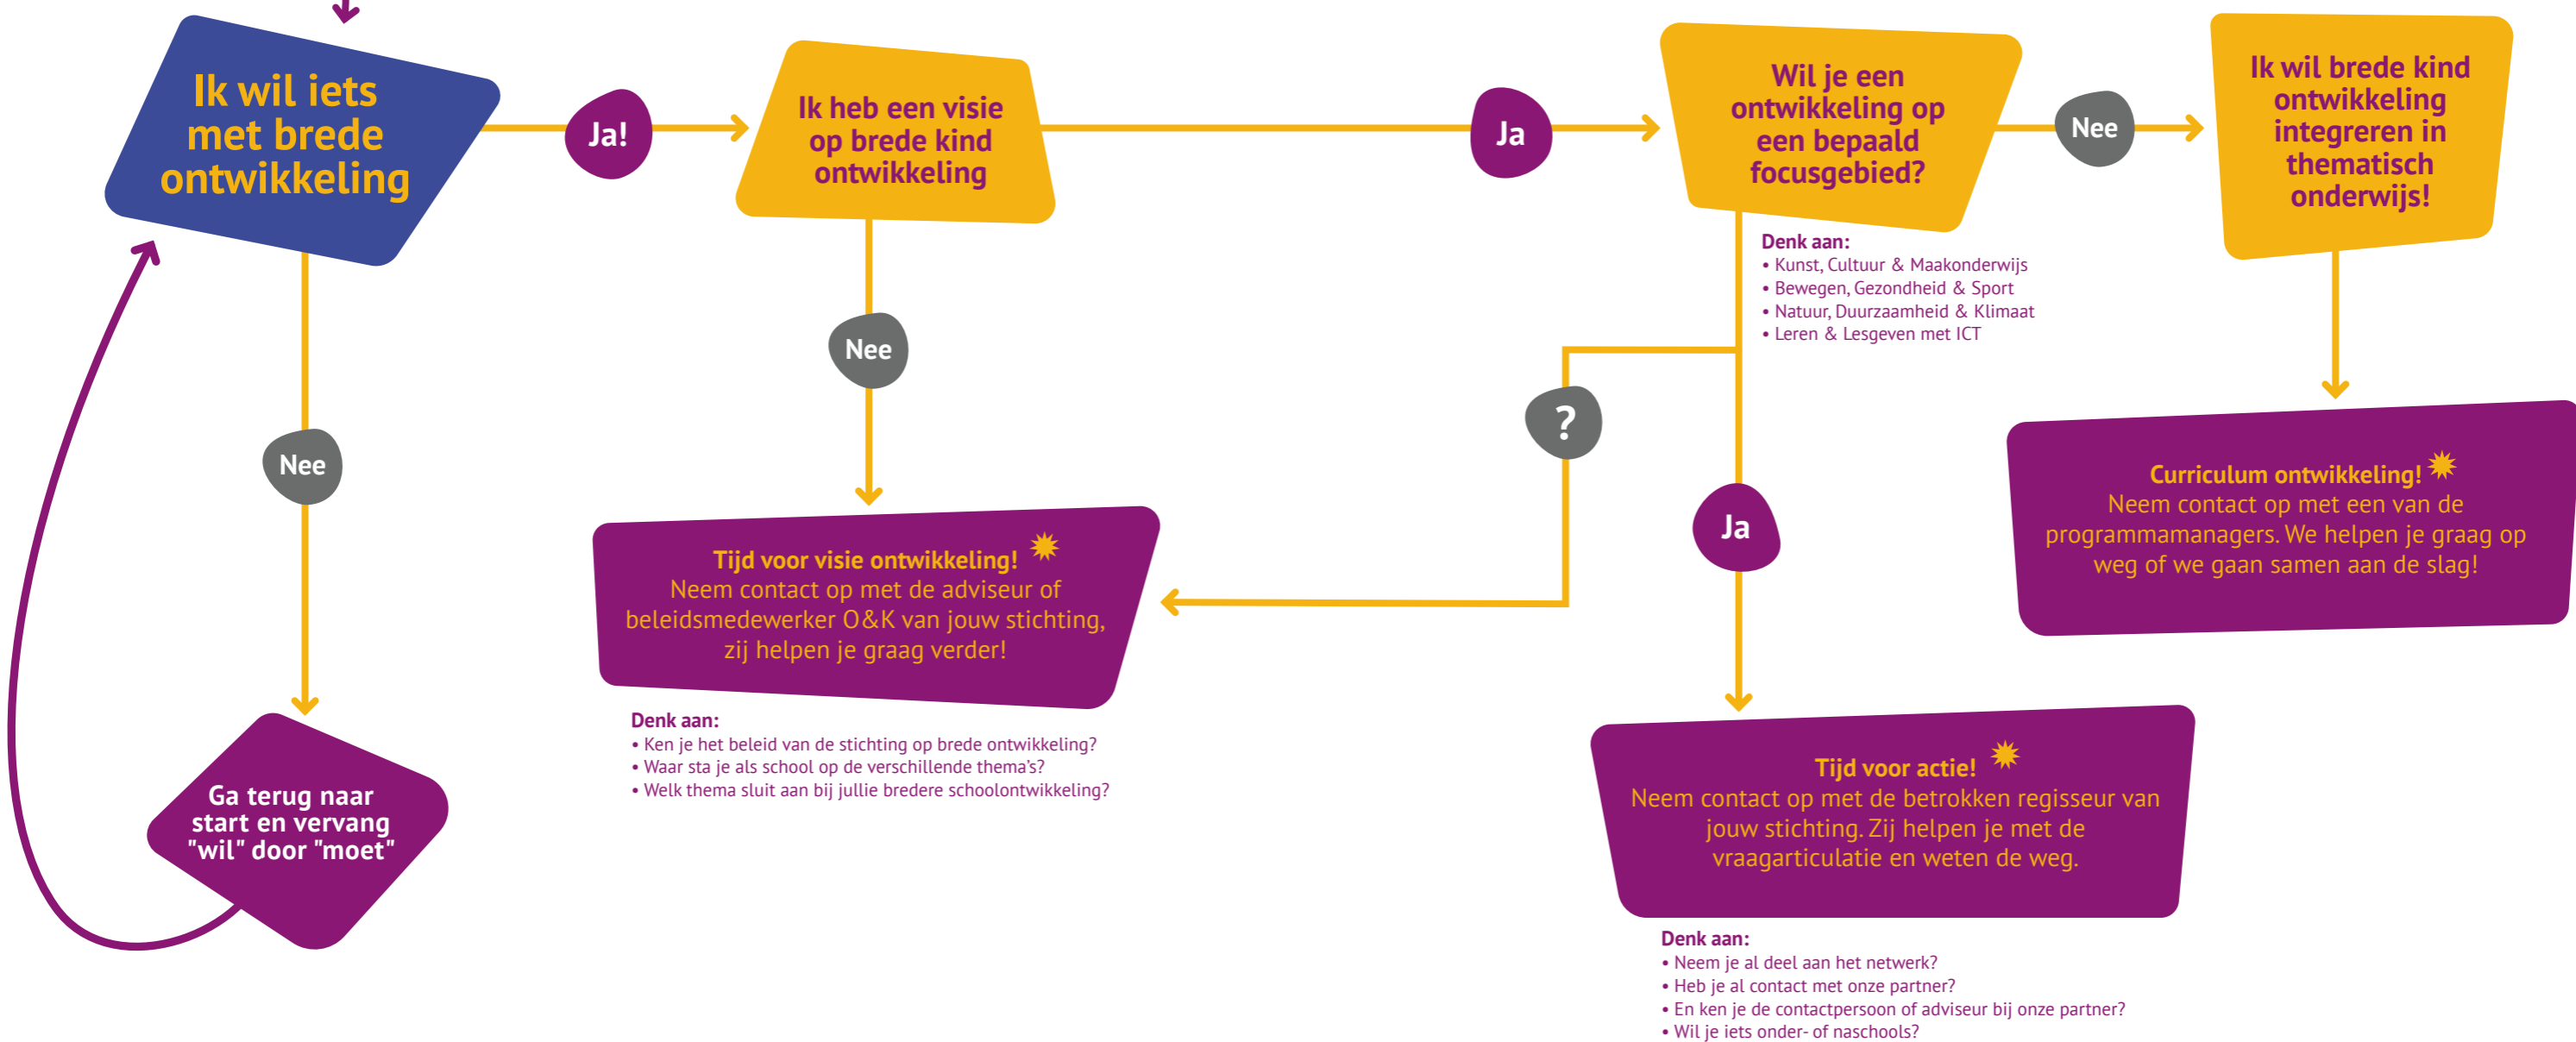 Ik wil iets
met brede
ontwikkeling
Ja!
Ik heb een visie
op brede kind
ontwikkeling
Ja
Wil je een
ontwikkeling op
een bepaald
focusgebied?
Nee
Ik wil brede kind
ontwikkeling
integreren in
thematisch
onderwijs!
Denk aan:
• Kunst, Cultuur & Maakonderwijs
• Bewegen, Gezondheid & Sport
• Natuur, Duurzaamheid & Klimaat
• Leren & Lesgeven met ICT
Nee
?
Nee
Ja
Curriculum ontwikkeling!
Neem contact op met een van de
programmamanagers. We helpen je graag op
weg of we gaan samen aan de slag!
Tijd voor visie ontwikkeling!
Neem contact op met de adviseur of
beleidsmedewerker O&K van jouw stichting,
zij helpen je graag verder!
Denk aan:
• Ken je het beleid van de stichting op brede ontwikkeling?
• Waar sta je als school op de verschillende thema's?
• Welk thema sluit aan bij jullie bredere schoolontwikkeling?
Ga terug naar
start en vervang
"wil" door "moet"
Tijd voor actie!
Neem contact op met de betrokken regisseur van
jouw stichting. Zij helpen je met de
vraagarticulatie en weten de weg.
Denk aan:
• Neem je al deel aan het netwerk?
• Heb je al contact met onze partner?
• En ken je de contactpersoon of adviseur bij onze partner?
• Wil je iets onder- of naschools?